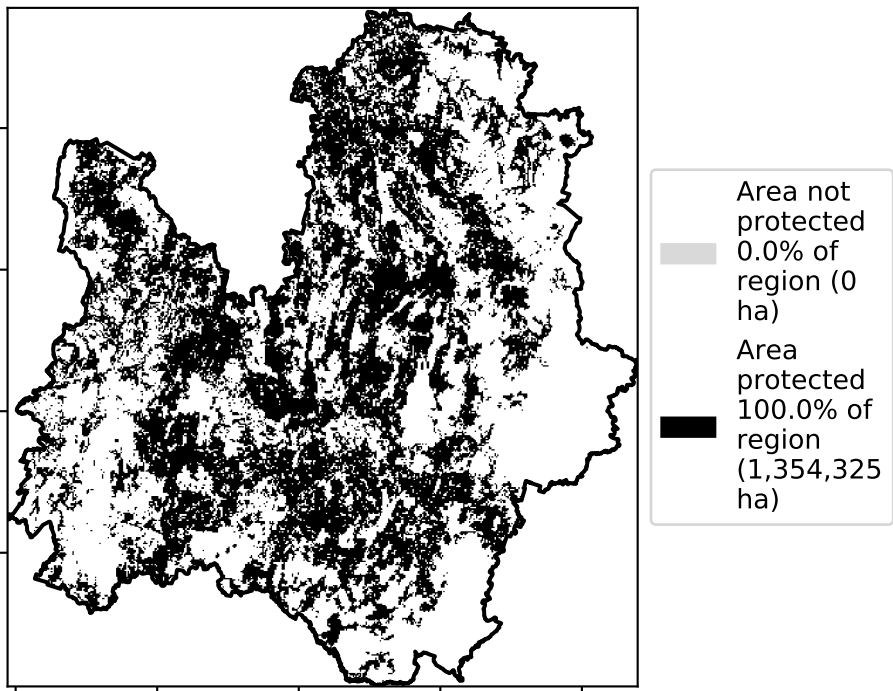 Area not
protected
0.0% of
region (0
ha)
Area
protected
100.0% of
region
(1,354,325
ha)